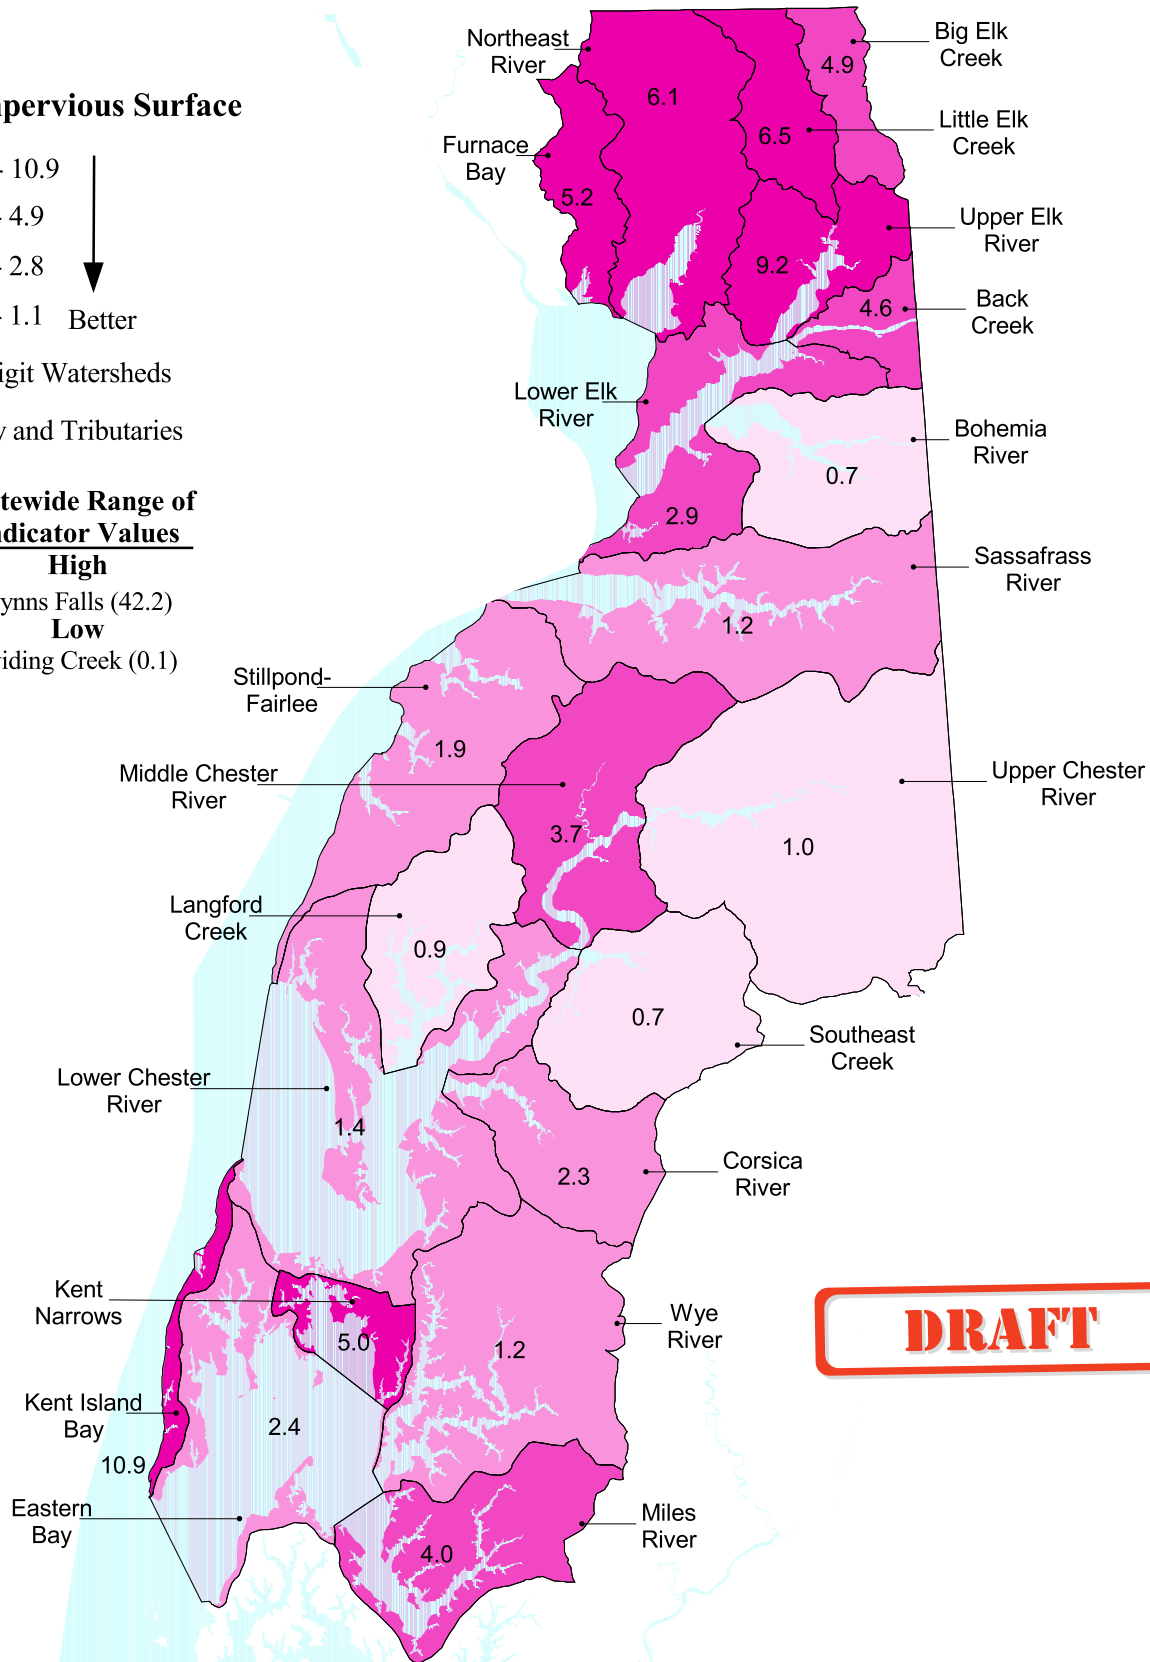 pervious Surface
- 10.9
- 4.9
- 2.8
- 1.1
Better
igit Watersheds
y and Tributaries
tewide Range of
ndicator Values
High
ynns Falls (42.2)
Low
viding Creek (0.1)
Northeast
River
Big Elk
Creek
4.9
6.1
Little Elk
Creek
6.5
Furnace
Bay
5.2
Upper Elk
River
9.2
Back
Creek
4.6
Lower Elk
River
Bohemia
River
0.7
2.9
Sassafrass
River
1.2
Stillpond-
Fairlee
1.9
Middle Chester
River
3.7
Upper Chester
River
1.0
Langford
Creek
0.9
0.7
Southeast
Creek
Lower Chester
River
1.4
Corsica
River
2.3
Kent
Narrows
5.0
Wye
River
1.2
DRAFT
Kent Island
Bay
10.9
2.4
Eastern
Bay
Miles
River
4.0